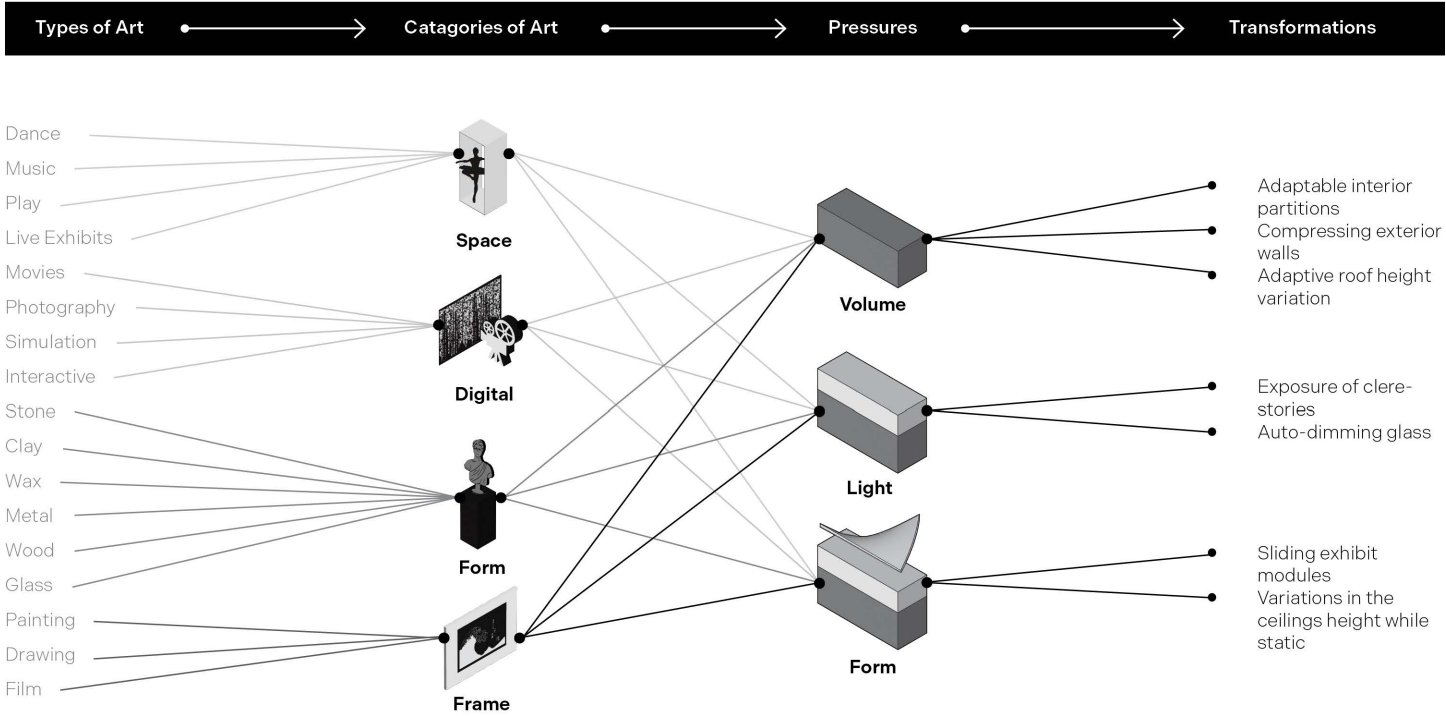 Types of Art
Catagories of Art
Pressures
Transformations
Dance
Music
Play
Live Exhibits
Movies
Photography
Simulation
Interactive
Stone
Clay
Wax
Metal
Wood
Glass
Painting
Drawing
Film
Space
Digital
Form
Frame
Volume
Light
Form
Adaptable interior
partitions
Compressing exterior
walls
Adaptive roof height
variation
Exposure of clere-
stories
Auto-dimming glass
Sliding exhibit
modules
Variations in the
ceilings height while
static